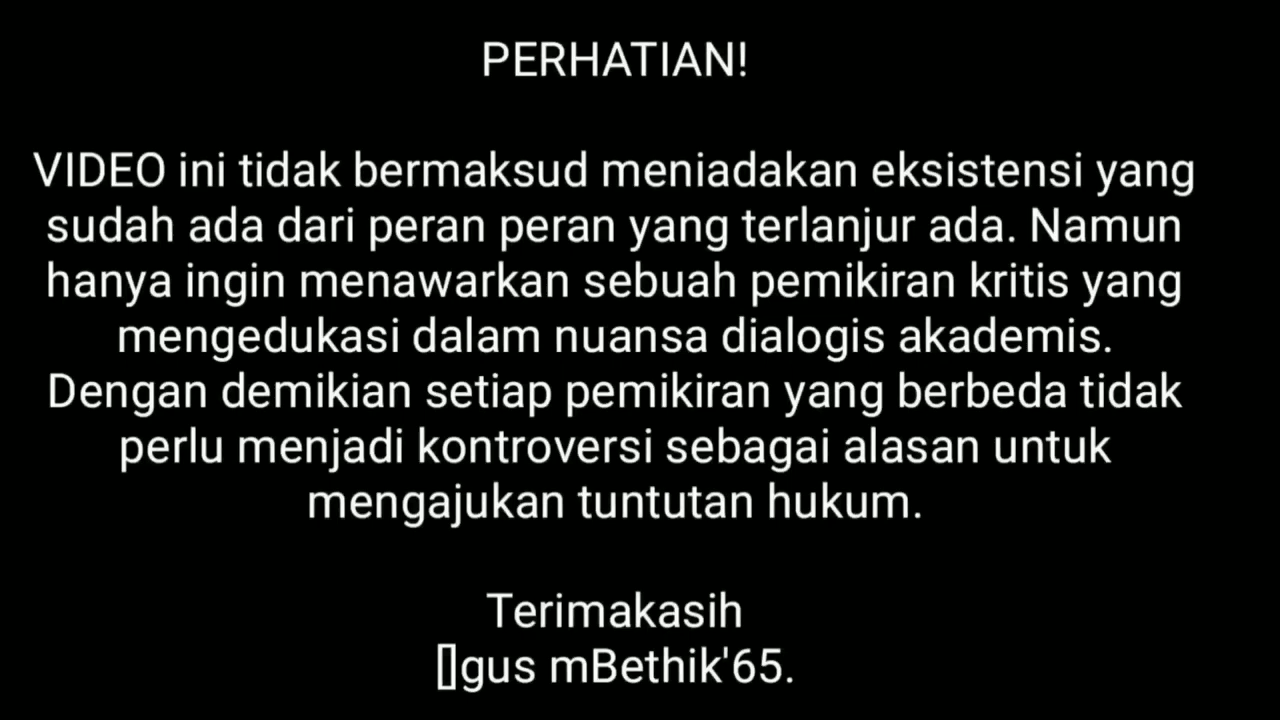 PERHATIAN!
VIDEO ini tidak bermaksud meniadakan eksistensi yang
sudah ada dari peran peran yang terlanjur ada. Namun
hanya ingin menawarkan sebuah pemikiran kritis yang
mengedukasi dalam nuansa dialogis akademis.
Dengan demikian setiap pemikiran yang berbeda tidak
perlu menjadi kontroversi sebagai alasan untuk
mengajukan tuntutan hukum.
Terimakasih
[]gus mBethik'65.